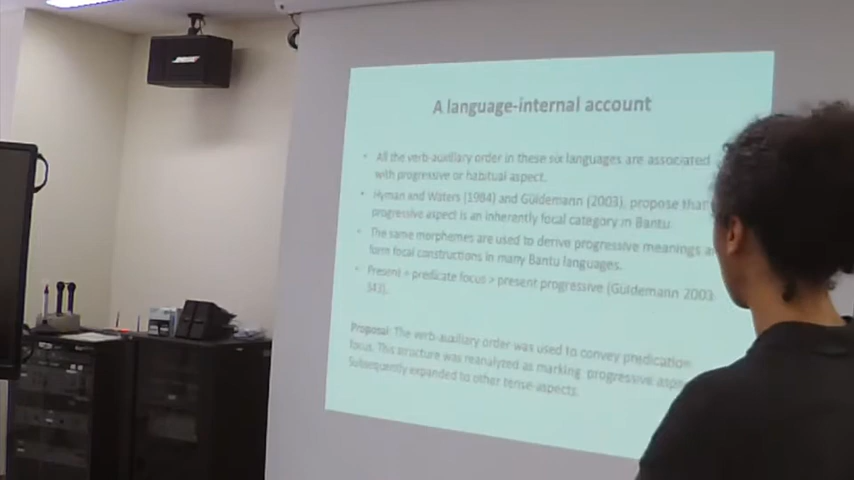 BOSE
A language-internal account
• All the verb-auxiliary order in these six languages are associated
with progressive or habitual aspect.
• Hyman and Watters (1984) and Güldemann (2003), propose that
progressive aspect is an inherently focal category in Bantu.
• The same morphemes are used to derive progressive meanings
form focal constructions in many Bantu languages.
• Present + predicate focus > present progressive (Güldemann 2003:
343).
Proposal: The verb-auxiliary order was used to convey predication
focus. This structure was reanalyzed as marking progressive
Subsequently expanded to other tense-aspects.